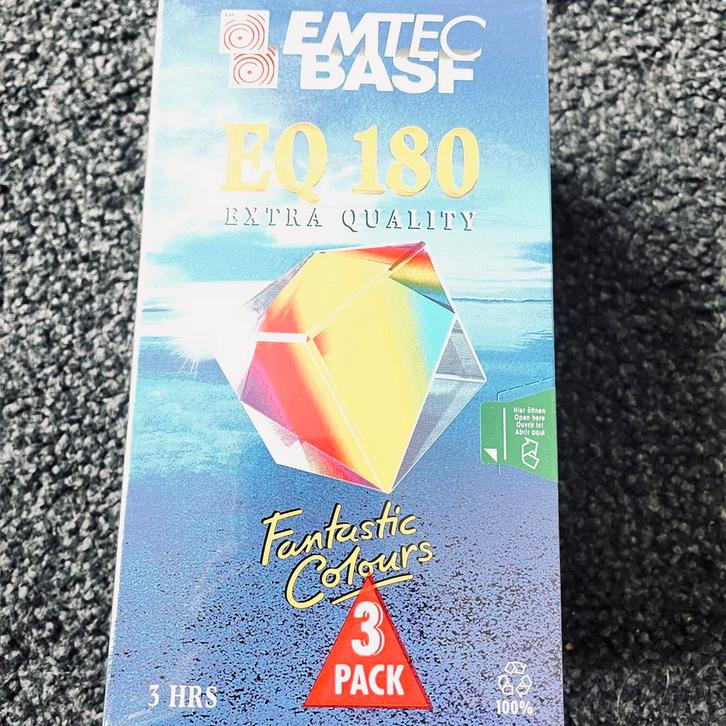 EMTEC
BASF
EQ 180
EXTRA QUALITY
Hier öffnen
Open here
Ouvrir ici
Abrir aquí
Fantastic
Colours
3
PACK
3 HRS
100%